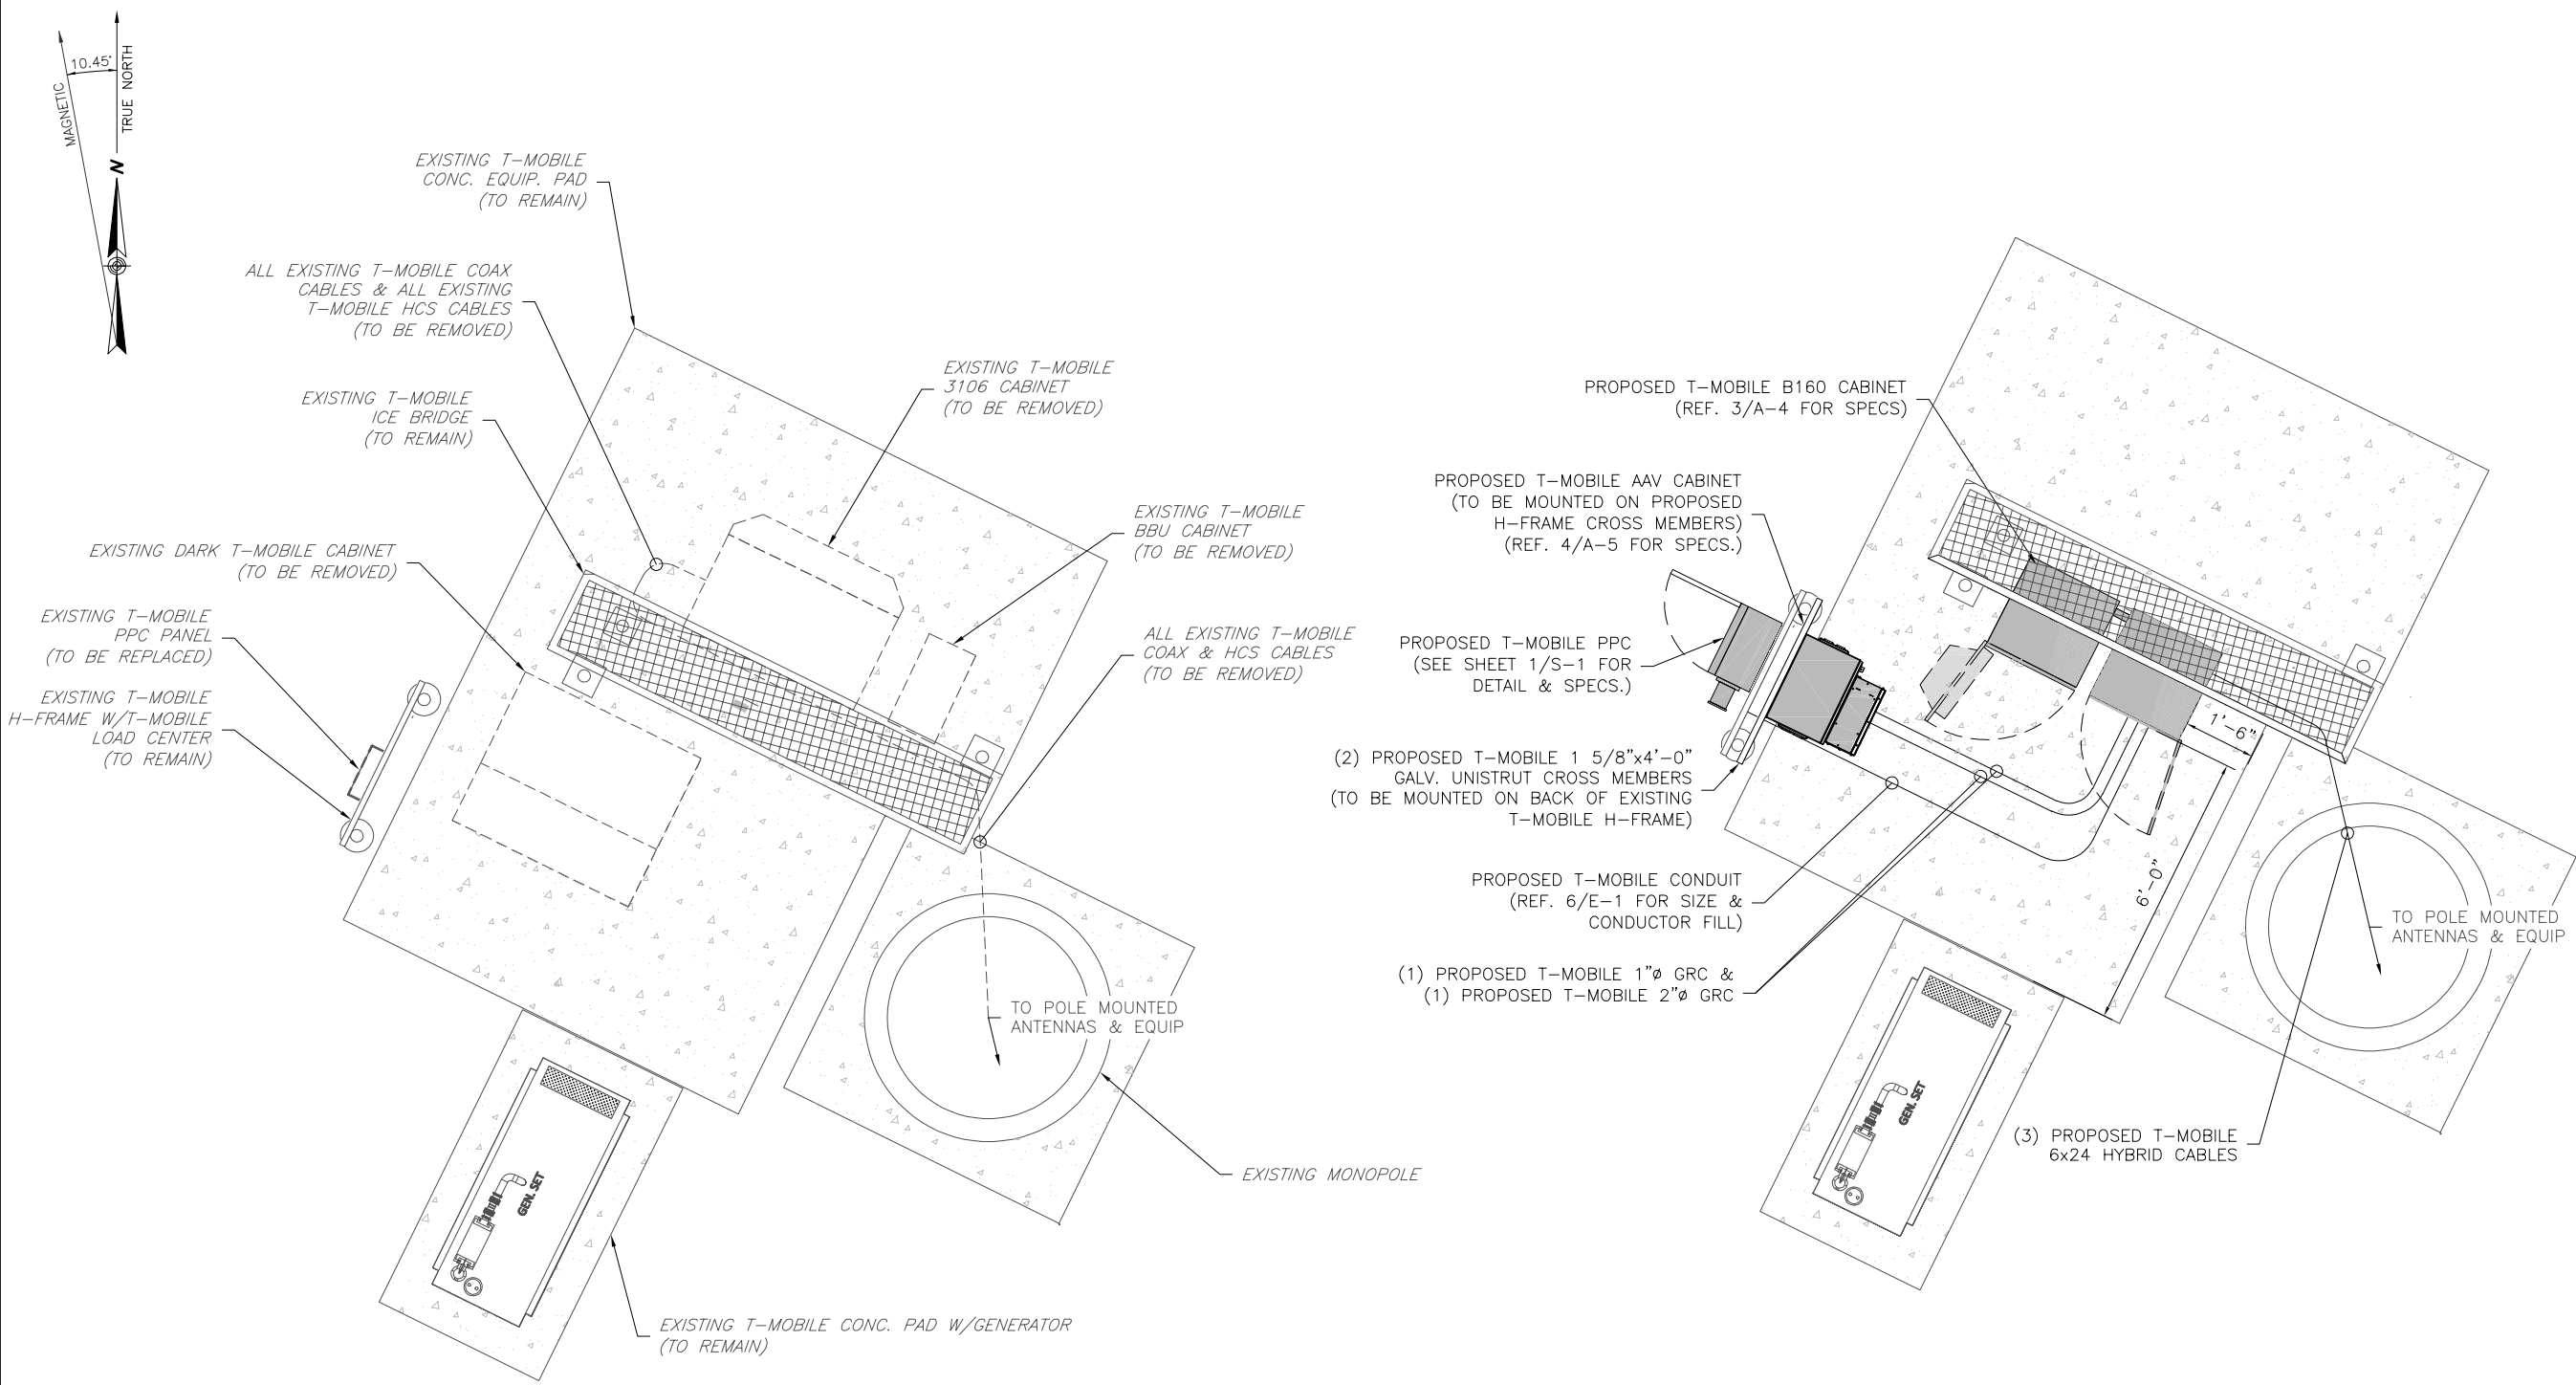 10.45°
TRUE NORTH
MAGNETIC
N
EXISTING T-MOBILE
CONC. EQUIP. PAD
(TO REMAIN)
ALL EXISTING T-MOBILE COAX
CABLES & ALL EXISTING
T-MOBILE HCS CABLES
(TO BE REMOVED)
EXISTING T-MOBILE
3106 CABINET
(TO BE REMOVED)
EXISTING T-MOBILE
ICE BRIDGE
(TO REMAIN)
EXISTING T-MOBILE
BBU CABINET
(TO BE REMOVED)
EXISTING DARK T-MOBILE CABINET
(TO BE REMOVED)
EXISTING T-MOBILE
PPC PANEL
(TO BE REPLACED)
ALL EXISTING T-MOBILE
COAX & HCS CABLES
(TO BE REMOVED)
EXISTING T-MOBILE
H-FRAME W/T-MOBILE
LOAD CENTER
(TO REMAIN)
TO POLE MOUNTED
ANTENNAS & EQUIP
EXISTING MONOPOLE
GEN. SET
EXISTING T-MOBILE CONC. PAD W/GENERATOR
(TO REMAIN)
PROPOSED T-MOBILE B160 CABINET
(REF. 3/A-4 FOR SPECS)
PROPOSED T-MOBILE AAV CABINET
(TO BE MOUNTED ON PROPOSED
H-FRAME CROSS MEMBERS)
(REF. 4/A-5 FOR SPECS.)
PROPOSED T-MOBILE PPC
(SEE SHEET 1/S-1 FOR
DETAIL & SPECS.)
1'-6"
(2) PROPOSED T-MOBILE 1 5/8"x4'-0"
GALV. UNISTRUT CROSS MEMBERS
(TO BE MOUNTED ON BACK OF EXISTING
T-MOBILE H-FRAME)
6'-0"
PROPOSED T-MOBILE CONDUIT
(REF. 6/E-1 FOR SIZE &
CONDUCTOR FILL)
TO POLE MOUNTED
ANTENNAS & EQUIP
(1) PROPOSED T-MOBILE 1"ø GRC &
(1) PROPOSED T-MOBILE 2"ø GRC
GEN. SET
(3) PROPOSED T-MOBILE
6x24 HYBRID CABLES